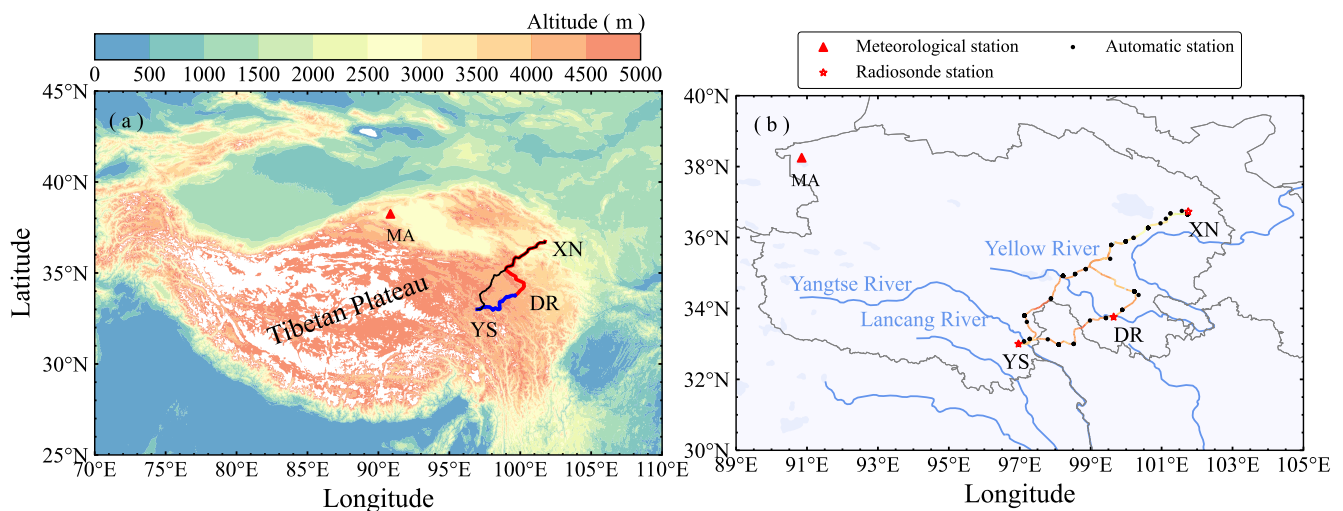 Altitude ( m )
0 500 1000 1500 2000 2500 3000 3500 4000 4500 5000
45°N
40°N
35°N
30°N
25°N
Latitude
( a )
MA
XN
DR
YS
Tibetan Plateau
70°E 75°E 80°E 85°E 90°E 95°E 100°E 105°E 110°E
Longitude
Meteorological station
Automatic station
Radiosonde station
40°N
38°N
36°N
34°N
32°N
30°N
( b )
MA
XN
Yellow River
Yangtse River
Lancang River
DR
YS
89°E 91°E 93°E 95°E 97°E 99°E 101°E 103°E 105°E
Longitude